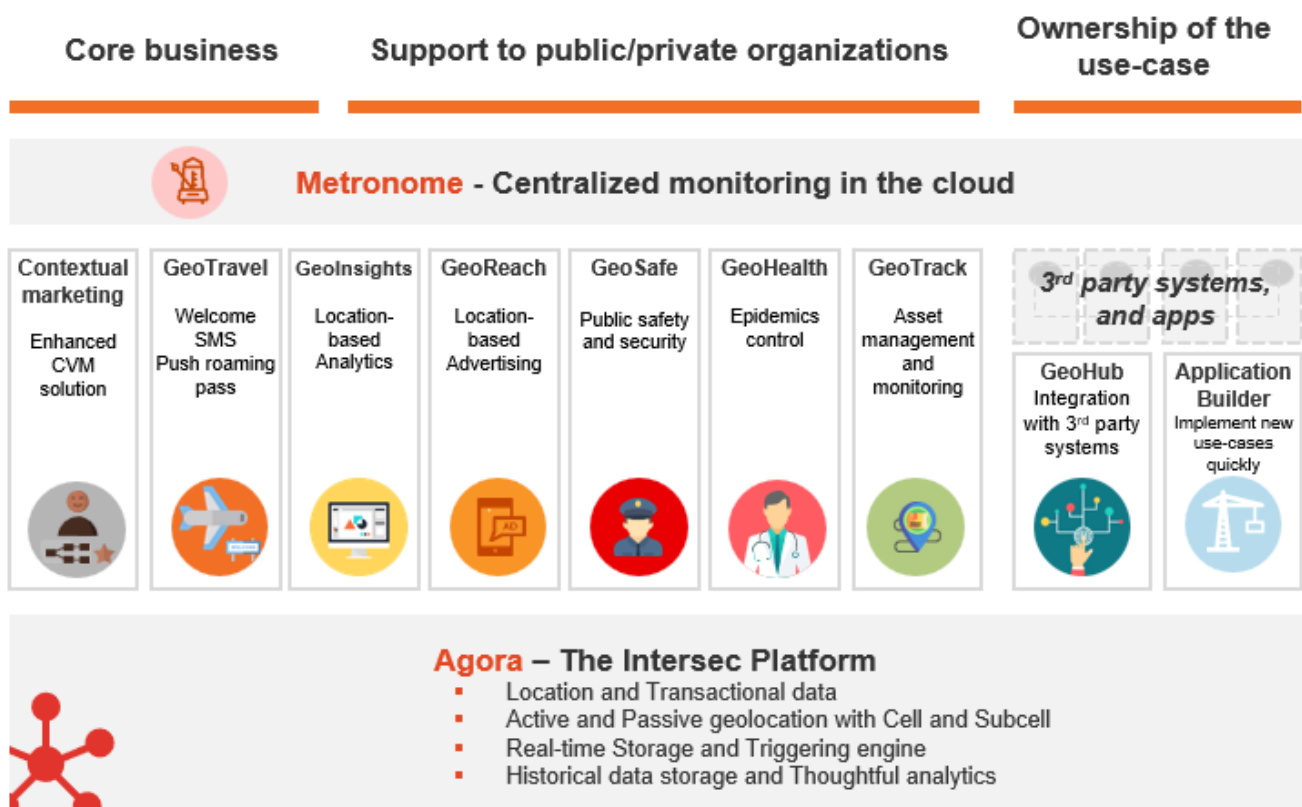 Core business
Support to public/private organizations
Ownership of the
use-case
Metronome - Centralized monitoring in the cloud
Contextual
marketing
Enhanced
CVM
solution
GeoTravel
Welcome
SMS
Push roaming
pass
GeoInsights
Location-
based
Analytics
GeoReach
Location-
based
Advertising
AD
GeoSafe
Public safety
and security
GeoHealth
Epidemics
control
GeoTrack
Asset
management
and
monitoring
3rd party systems,
and apps
GeoHub
Integration
with 3rd party
systems
Application
Builder
Implement new
use-cases
quickly
Agora – The Intersec Platform
▪ Location and Transactional data
▪ Active and Passive geolocation with Cell and Subcell
▪ Real-time Storage and Triggering engine
▪ Historical data storage and Thoughtful analytics